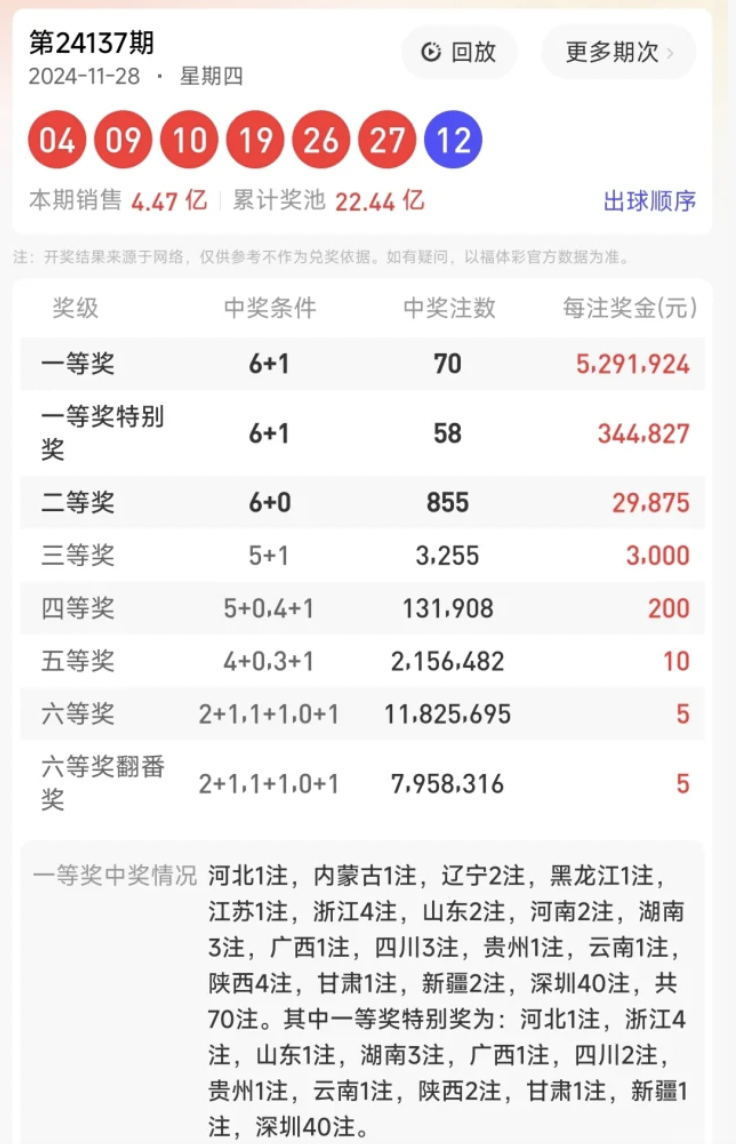 第24137期
回放
更多期次 >
2024-11-28 · 星期四
04 09 10 19 26 27 12
本期销售 4.47 亿 累计奖池 22.44 亿 出球顺序
注：开奖结果来源于网络，仅供参考不作为兑奖依据。如有疑问，以福体彩官方数据为准。
奖级 中奖条件 中奖注数 每注奖金(元)
一等奖 6+1 70 5,291,924
一等奖特别
奖 6+1 58 344,827
二等奖 6+0 855 29,875
三等奖 5+1 3,255 3,000
四等奖 5+0,4+1 131,908 200
五等奖 4+0,3+1 2,156,482 10
六等奖 2+1,1+1,0+1 11,825,695 5
六等奖翻番
奖 2+1,1+1,0+1 7,958,316 5
一等奖中奖情况 河北1注，内蒙古1注，辽宁2注，黑龙江1注，
江苏1注，浙江4注，山东2注，河南2注，湖南
3注，广西1注，四川3注，贵州1注，云南1注，
陕西4注，甘肃1注，新疆2注，深圳40注，共
70注。其中一等奖特别奖为：河北1注，浙江4
注，山东1注，湖南3注，广西1注，四川2注，
贵州1注，云南1注，陕西2注，甘肃1注，新疆1
注，深圳40注。